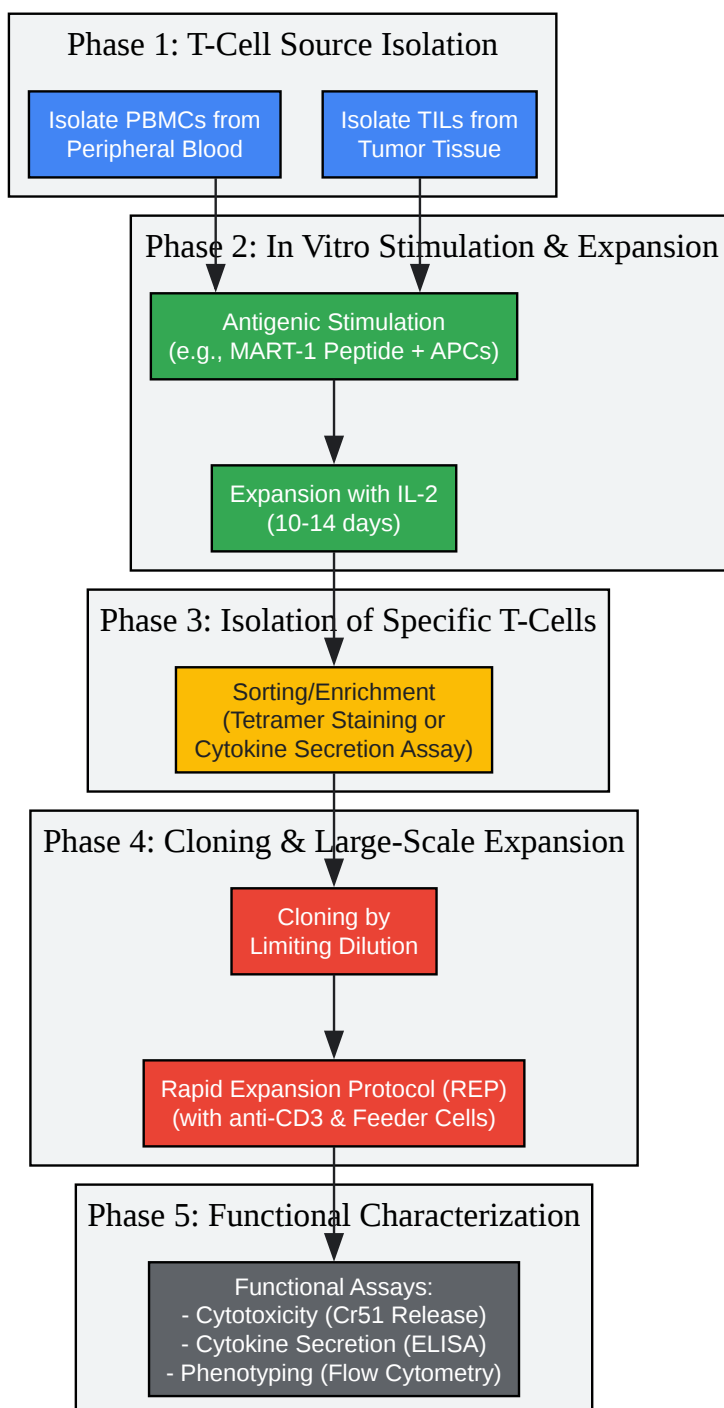 Phase 1: T-Cell Source Isolation
Isolate PBMCs from
Peripheral Blood
Isolate TILs from
Tumor Tissue
Phase 2: In Vitro Stimulation & Expansion
Antigenic Stimulation
(e.g., MART-1 Peptide + APCs)
Expansion with IL-2
(10-14 days)
Phase 3: Isolation of Specific T-Cells
Sorting/Enrichment
(Tetramer Staining or
Cytokine Secretion Assay)
Phase 4: Cloning & Large-Scale Expansion
Cloning by
Limiting Dilution
Rapid Expansion Protocol (REP)
(with anti-CD3 & Feeder Cells)
Phase 5: Functional Characterization
Functional Assays:
- Cytotoxicity (Cr51 Release)
- Cytokine Secretion (ELISA)
- Phenotyping (Flow Cytometry)